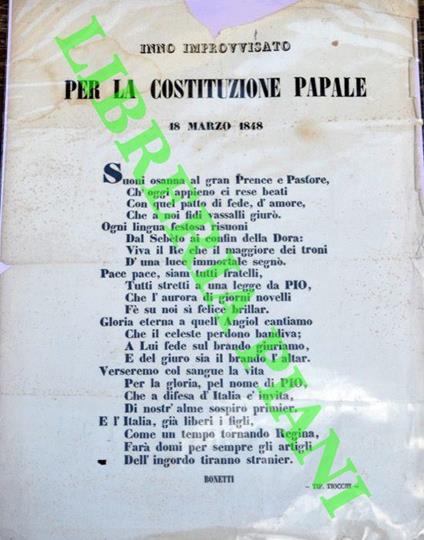 INNO IMPROVVISATO
PER LA COSTITUZIONE PAPALE
18 MARZO 1848
Suoni osanna al gran Prence e Pastore,
Ch' oggi appieno ci rese beati
Con quel patto di fede, d' amore,
Che a noi fidi vassalli giurò.
Ogni lingua festosa risuoni
Dal Sebèto ai confin della Dora:
Viva il Re che il maggiore dei troni
D' una luce immortale segnò.
Pace pace, siam tutti fratelli,
Tutti stretti a una legge da PIO,
Che l' aurora di giorni novelli
Fè su noi sì felice brillar.
Gloria eterna a quell' Angiol cantiamo
Che il celeste perdono bandiva;
A Lui fede sul brando giuriamo,
E del giuro sia il brando l' altar.
Verseremo col sangue la vita
Per la gloria, pel nome di PIO,
Che a difesa d' Italia c' invita,
Di nostr' alme sospiro primier.
E l' Italia, già liberi i figli,
Come un tempo tornando Regina,
Farà domi per sempre gli artigli
Dell' ingordo tiranno stranier.
BONETTI
— TIP. TIOCCHI —
LIBRERIA PIANI